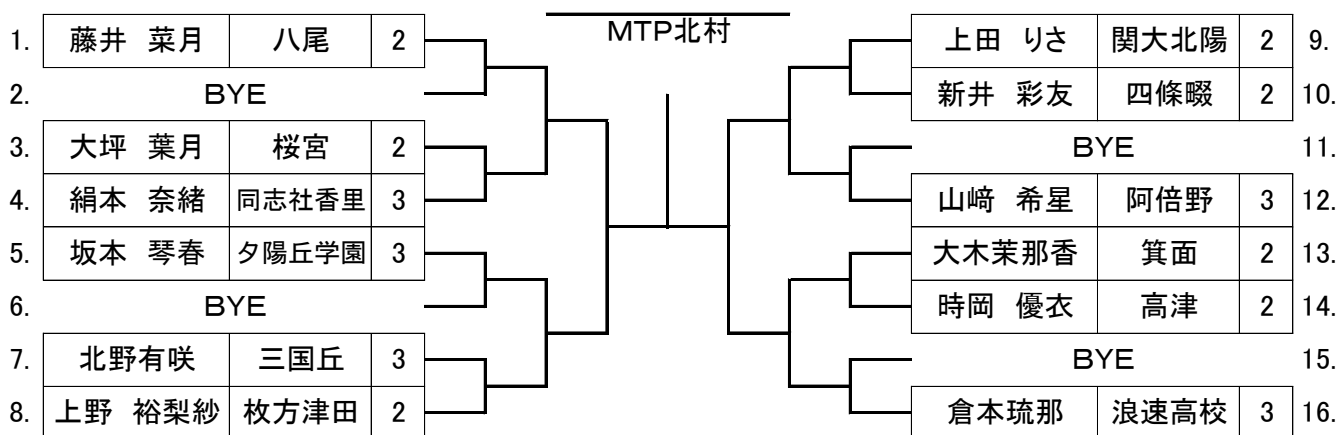 MTP北村
1. 藤井 菜月 八尾 2
2. BYE
3. 大坪 葉月 桜宮 2
4. 絹本 奈緒 同志社香里 3
5. 坂本 琴春 夕陽丘学園 3
6. BYE
7. 北野有咲 三国丘 3
8. 上野 裕梨紗 枚方津田 2
上田 りさ 関大北陽 2 9.
新井 彩友 四條畷 2 10.
BYE 11.
山﨑 希星 阿倍野 3 12.
大木茉那香 箕面 2 13.
時岡 優衣 高津 2 14.
BYE 15.
倉本琉那 浪速高校 3 16.